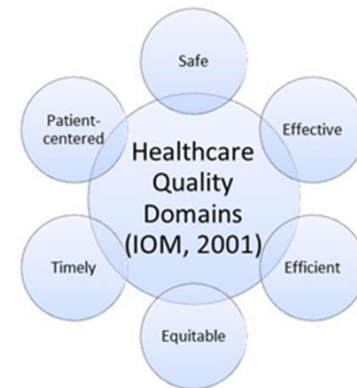 Safe
Patient-
centered
Effective
Healthcare
Quality
Domains
(IOM, 2001)
Timely
Efficient
Equitable